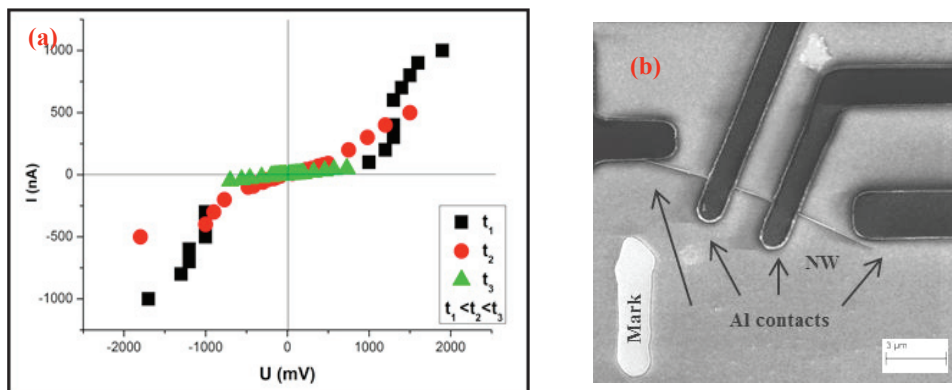 (a)
1000
500
0
-500
-1000
I (nA)
-2000 -1000 0 1000 2000
U (mV)
t1
t2
t3
t1 <t2<t3
(b)
NW
Al contacts
Mark
3 µm